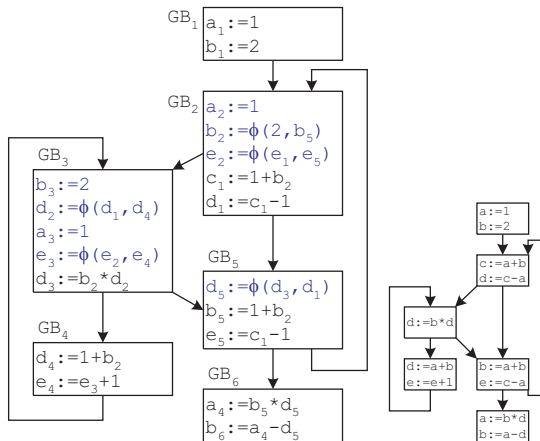 GB₁
a₁:=1
b₁:=2
GB₂
a₂:=1
b₂:=ϕ(2,b₅)
e₂:=ϕ(e₁,e₅)
c₁:=1+b₂
d₁:=c₁-1
GB₃
b₃:=2
d₂:=ϕ(d₁,d₄)
a₃:=1
e₃:=ϕ(e₂,e₄)
d₃:=b₂*d₂
GB₄
d₄:=1+b₂
e₄:=e₃+1
GB₅
d₅:=ϕ(d₃,d₁)
b₅:=1+b₂
e₅:=c₁-1
GB₆
a₄:=b₅*d₅
b₆:=a₄-d₅
a:=1
b:=2
c:=a+b
d:=c-a
d:=b*d
d:=a+b
e:=e+1
b:=a+b
e:=c-a
a:=b*d
b:=a-d